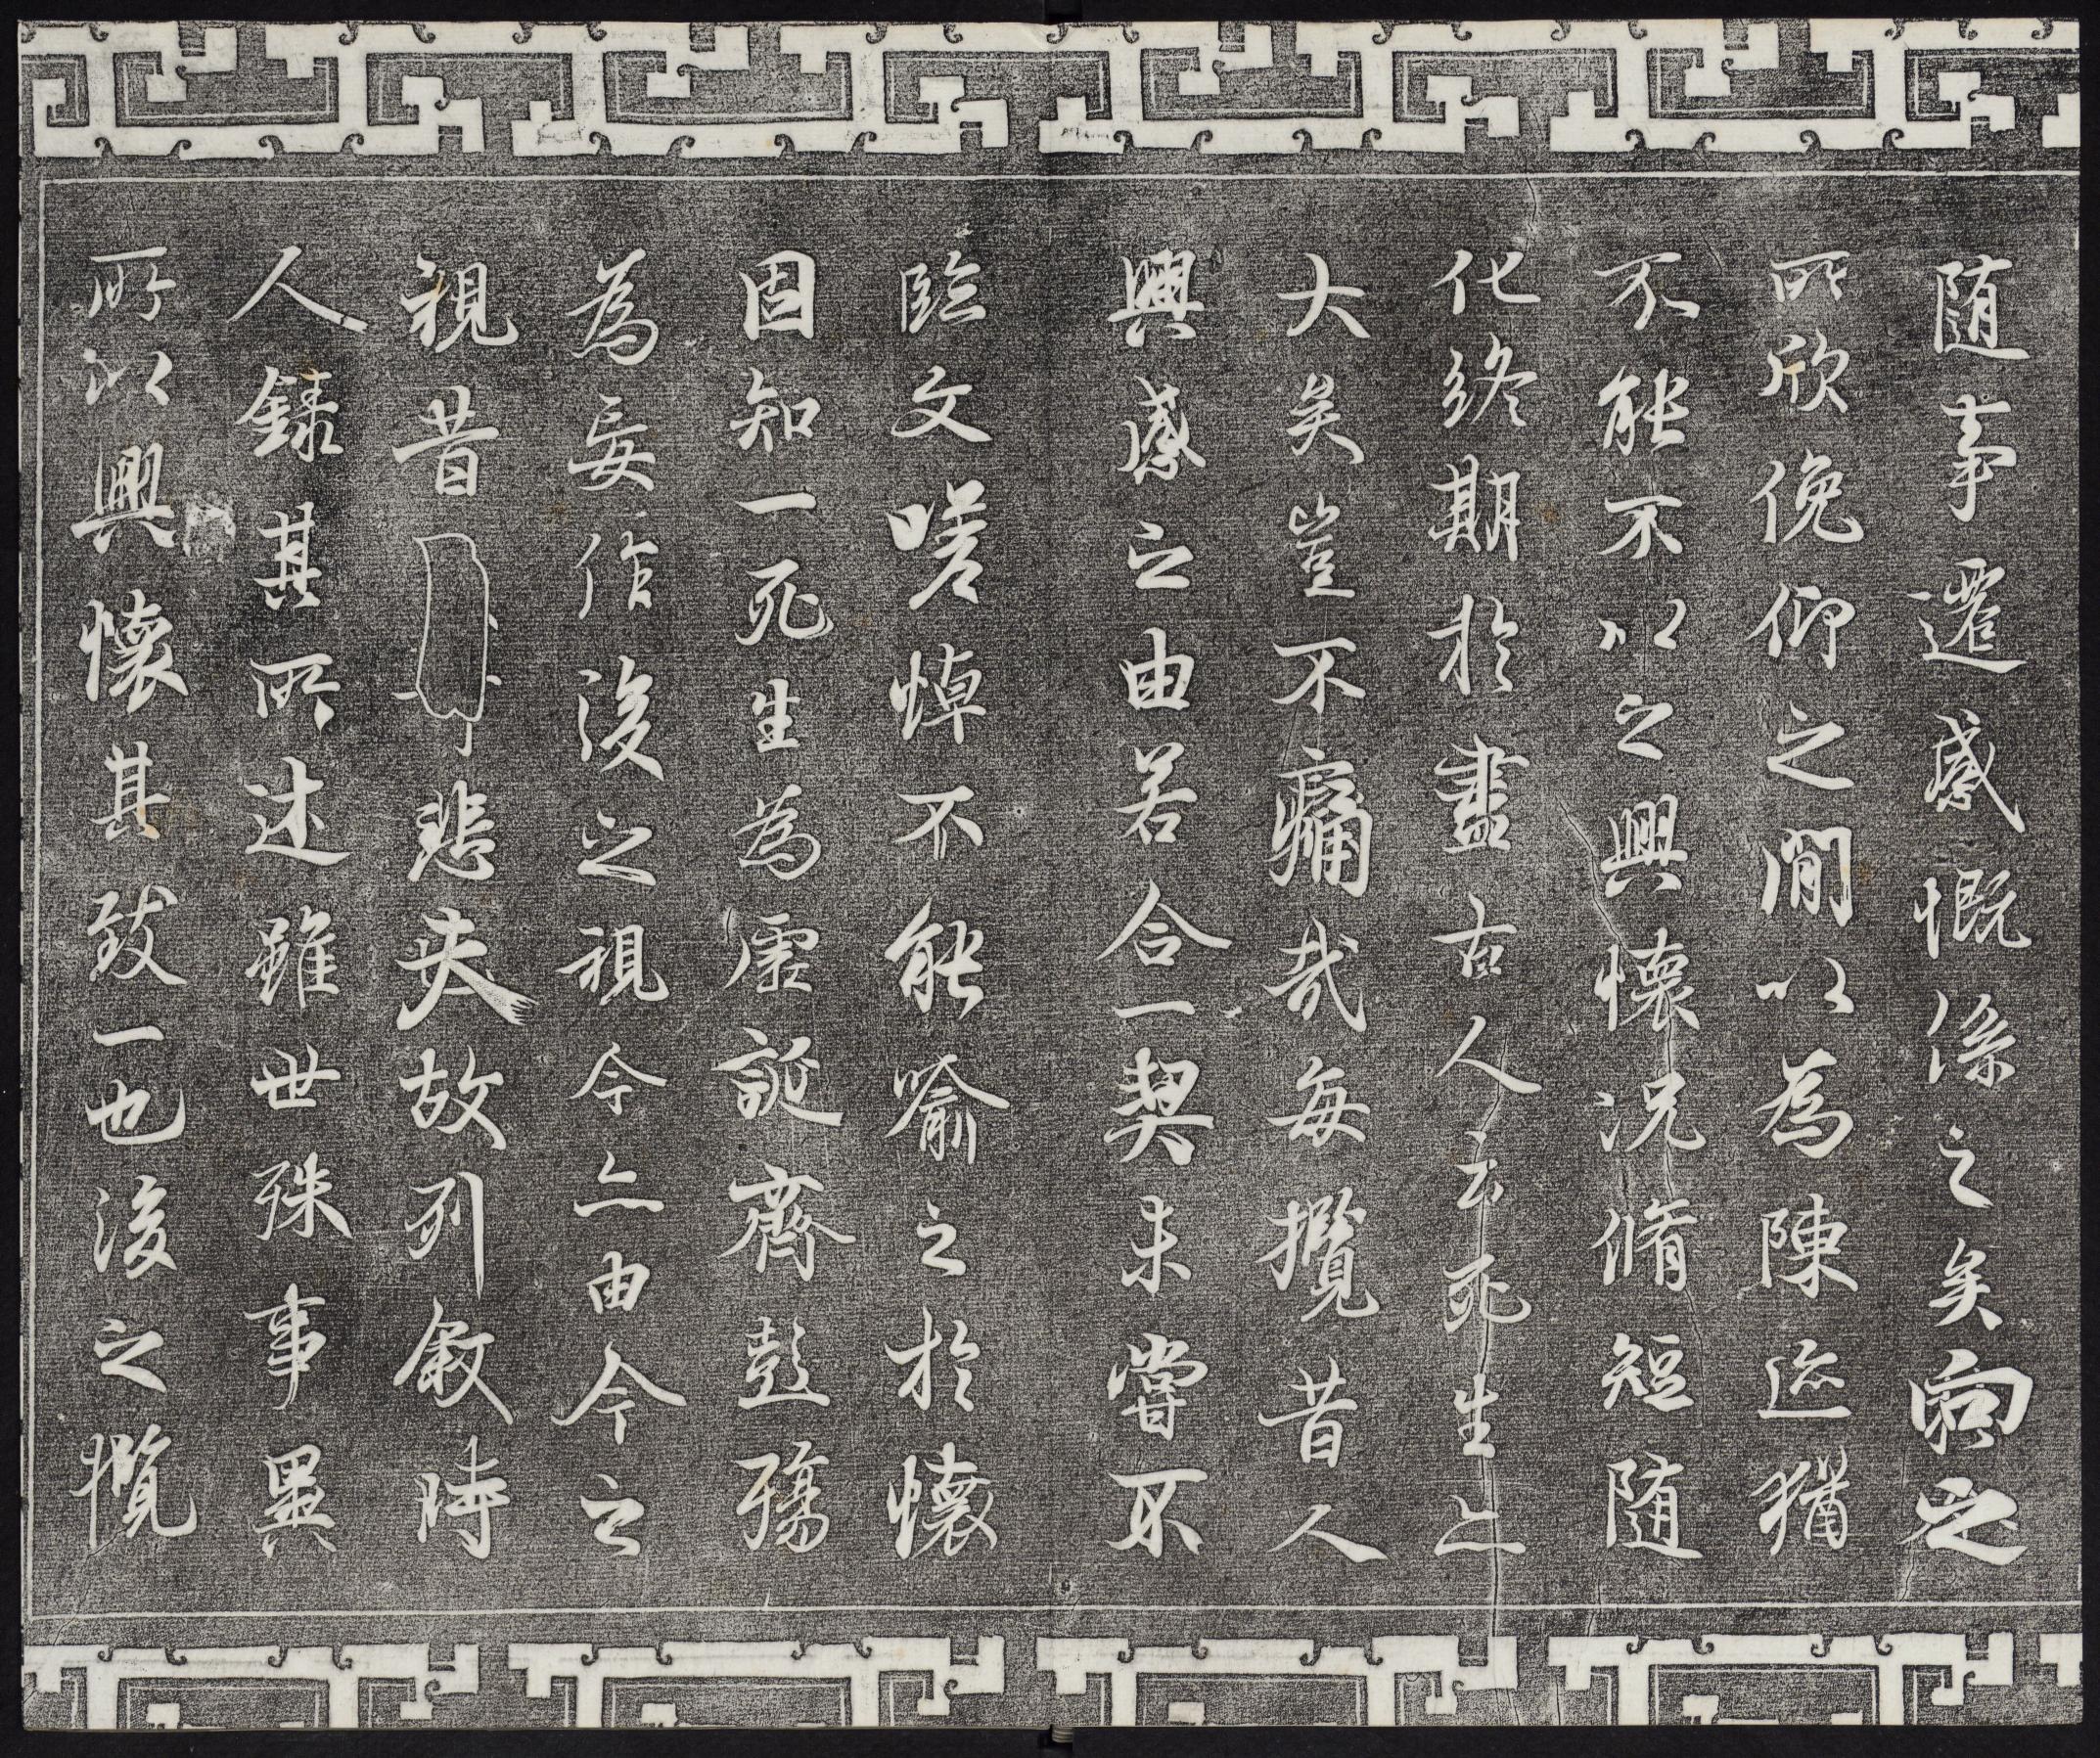 随事遷感慨係之矣向之
所欣俛仰之間以為陳迹猶
不能不以之興懷況脩短随
化終期於盡古人云死生亦
大矣豈不痛哉每攬昔人
興感之由若合一契未嘗不
臨文嗟悼不能喻之於懷
固知一死生為虛誕齊彭殤
為妄作後之視今亦由今之
視昔悲夫故列敘時
人錄其所述雖世殊事異
所以興懷其致一也後之攬